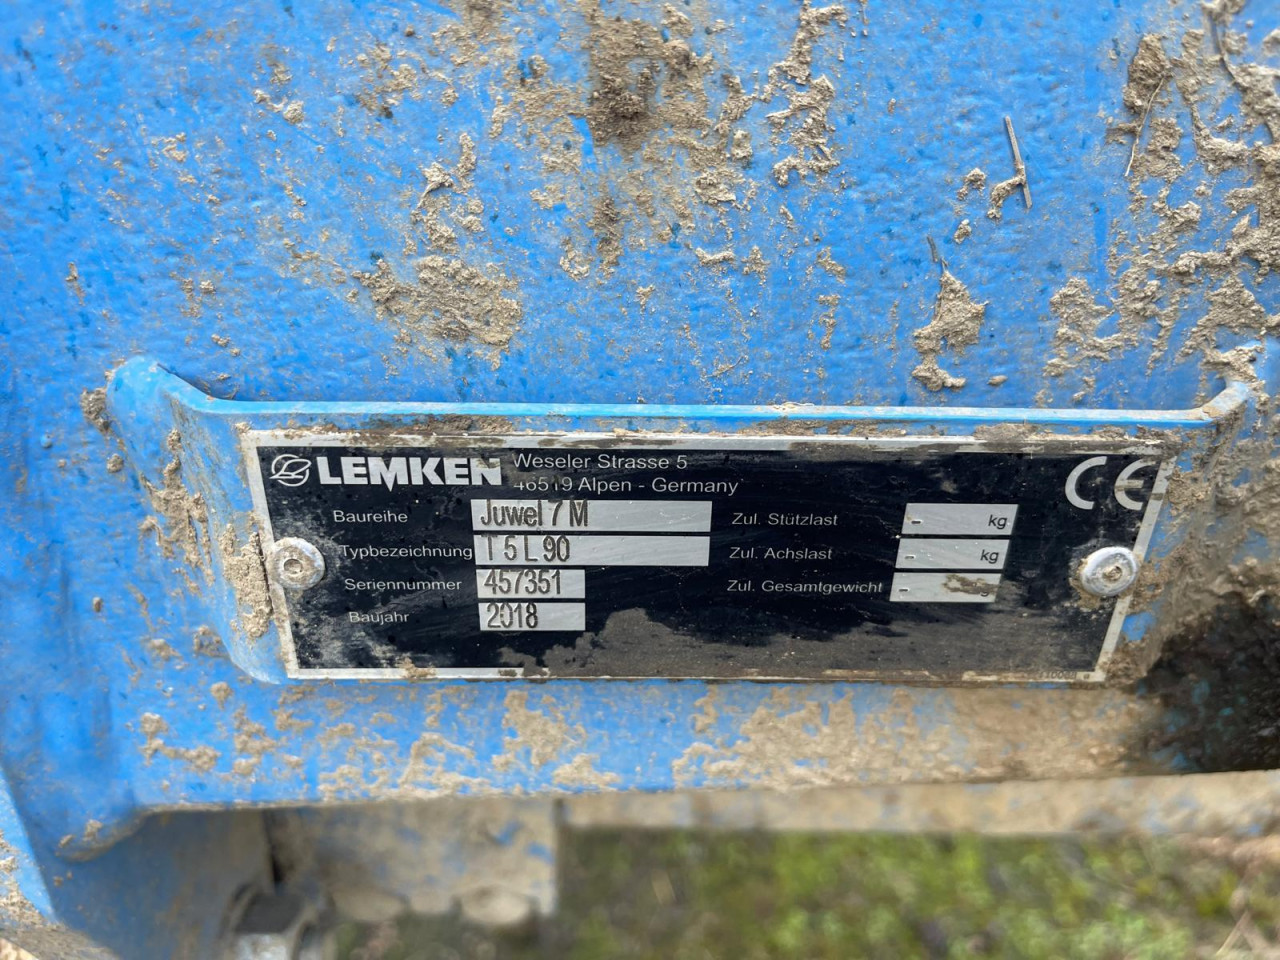 LEMKEN Weseler Strasse 5
46519 Alpen - Germany
CE
Baureihe Juwel 7 M
Typbezeichnung T 5 L 90
Seriennummer 457351
Baujahr 2018
Zul. Stützlast - kg
Zul. Achslast - kg
Zul. Gesamtgewicht -